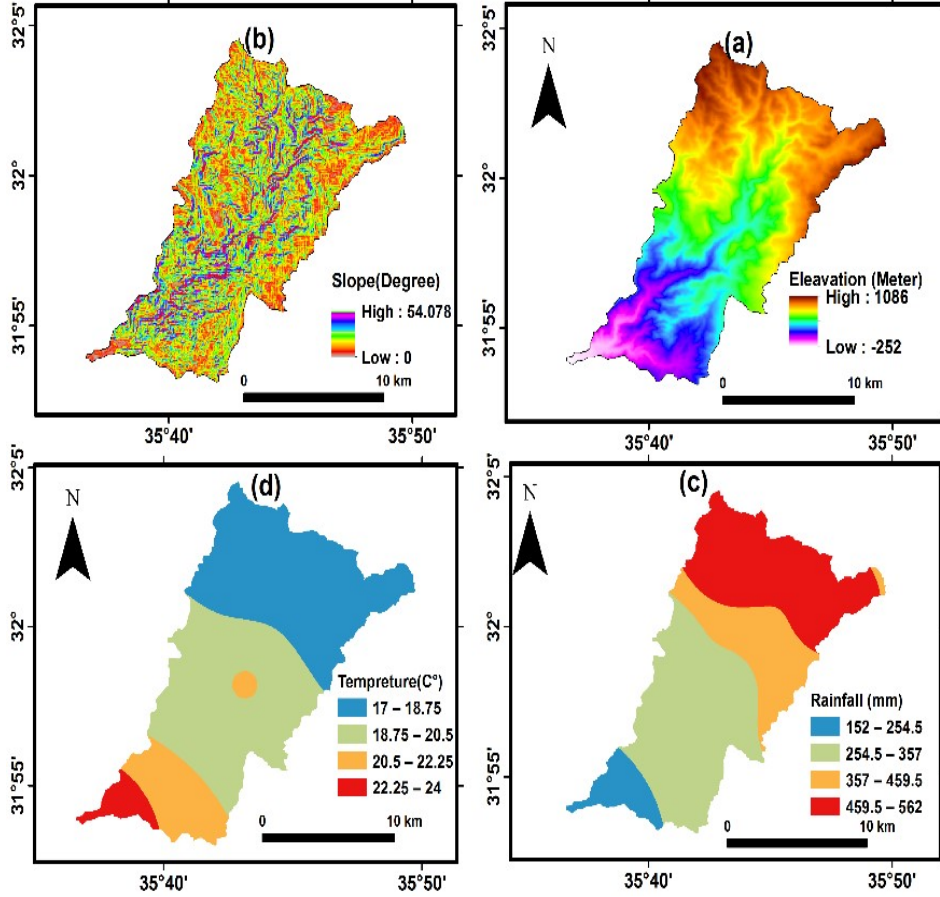 (b)
32°5'
32°
31°55'
Slope(Degree)
High : 54.078
Low : 0
0 10 km
35°40' 35°50'
(a)
N
32°5'
32°
31°55'
Eleavation (Meter)
High : 1086
Low : -252
0 10 km
35°40' 35°50'
(d)
N
32°5'
32°
31°55'
Tempreture(C°)
17 – 18.75
18.75 – 20.5
20.5 – 22.25
22.25 – 24
0 10 km
35°40' 35°50'
(c)
N
32°5'
32°
31°55'
Rainfall (mm)
152 – 254.5
254.5 – 357
357 – 459.5
459.5 – 562
0 10 km
35°40' 35°50'